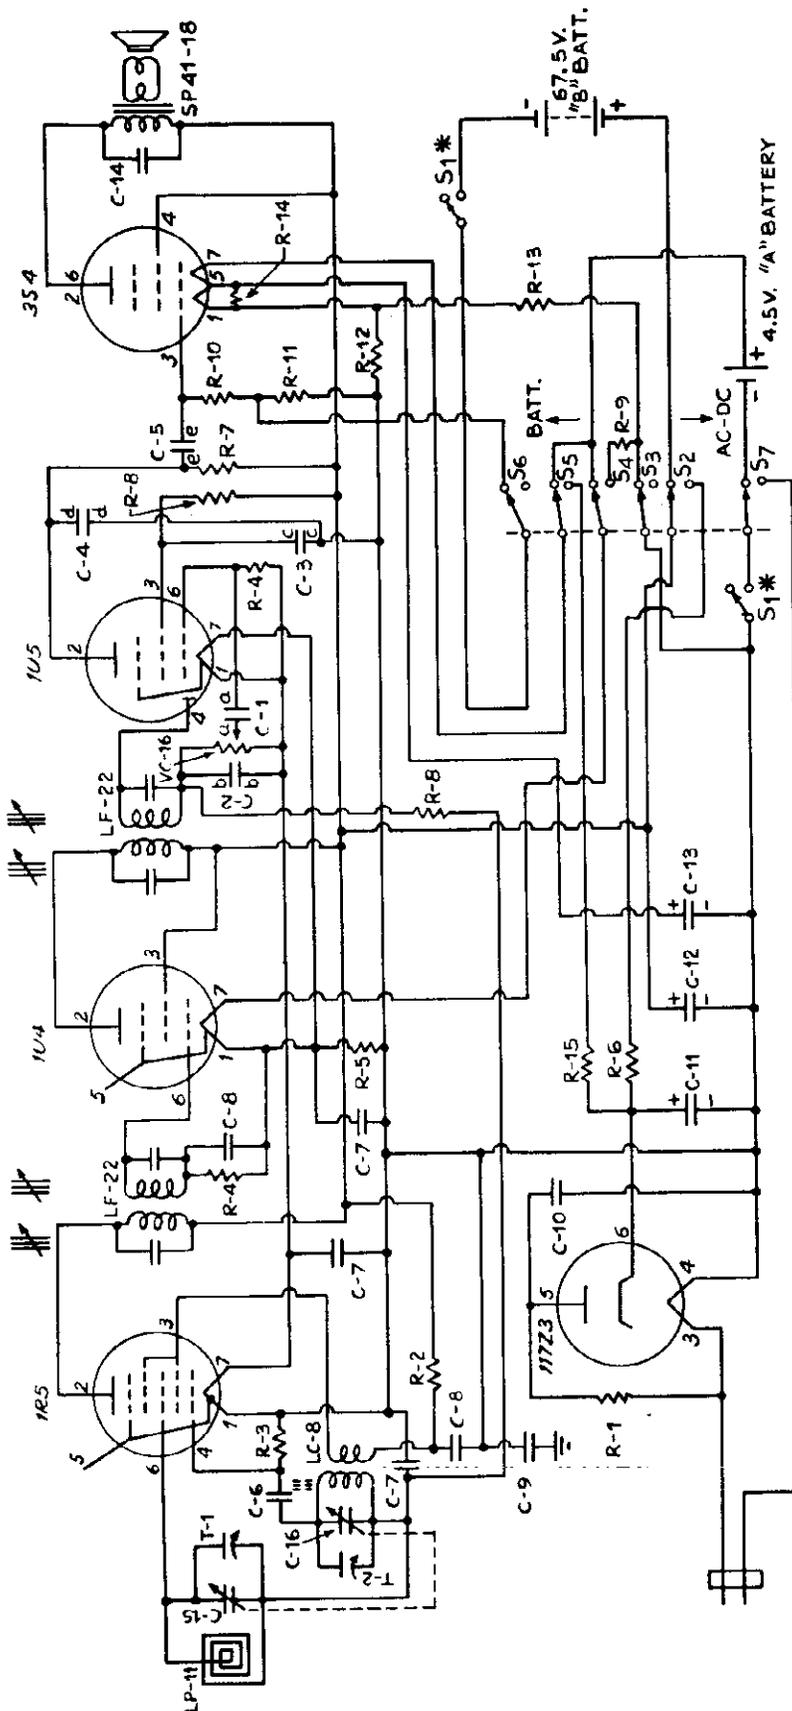 1R5
LF-22
1U4
LF-22
1U5
3S4
C-14
SP41-18
5
2
3
4
6
1
7
5
2
3
6
1
7
2
3
6
4
1
7
2 6
3
4
1
5
7
T-1
C-15
LP-11
C-6
R-3
LC-8
C-16
T-2
C-7
R-4
C-8
C-7
R-5
C-7
VC-16
a
a
C-1
b
b
C-2
R-4
C-4
d
d
R-8
C-3
c
c
C-5
e
e
R-7
R-10
R-11
R-12
R-14
R-8
R-2
C-8
C-9
R-13
S1*
-
67.5V.
"B" BATT.
+
BATT.
AC-DC
S6
S5
S4
R-9
S3
S2
S7
S1*
+
-
4.5V. "A" BATTERY
117Z3
5
6
3
4
R-1
C-10
R-15
R-6
+
C-11
-
+
C-12
-
+
C-13
-